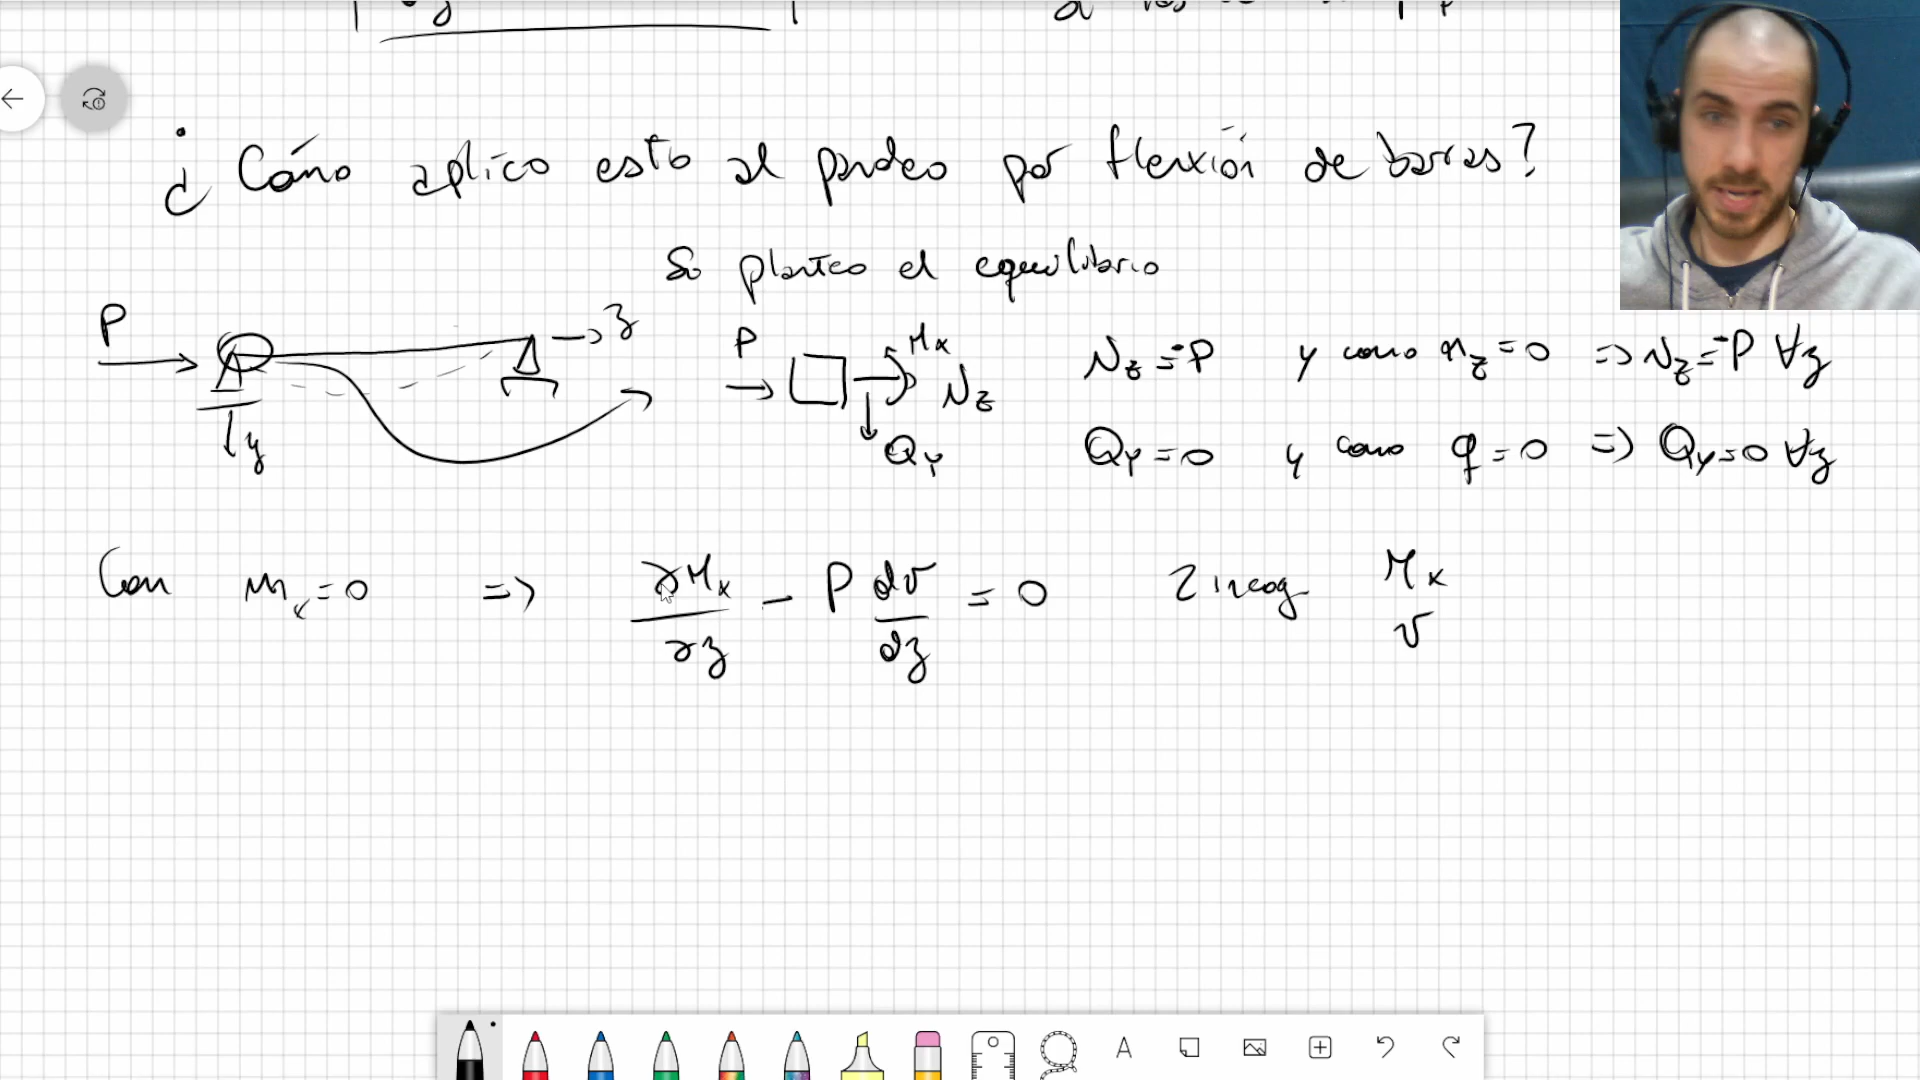 ¿ Cómo aplico esto al pandeo por flexión de barras?
Si planteo el equilibrio
P → z y
P Mx Nz Qy
Nz = -P y como nz = 0 => Nz = -P ∀z
Qy = 0 y como q = 0 => Qy = 0 ∀z
Con mx = 0 => ∂Mx/∂z - P dv/dz = 0 2 incog Mx v
A